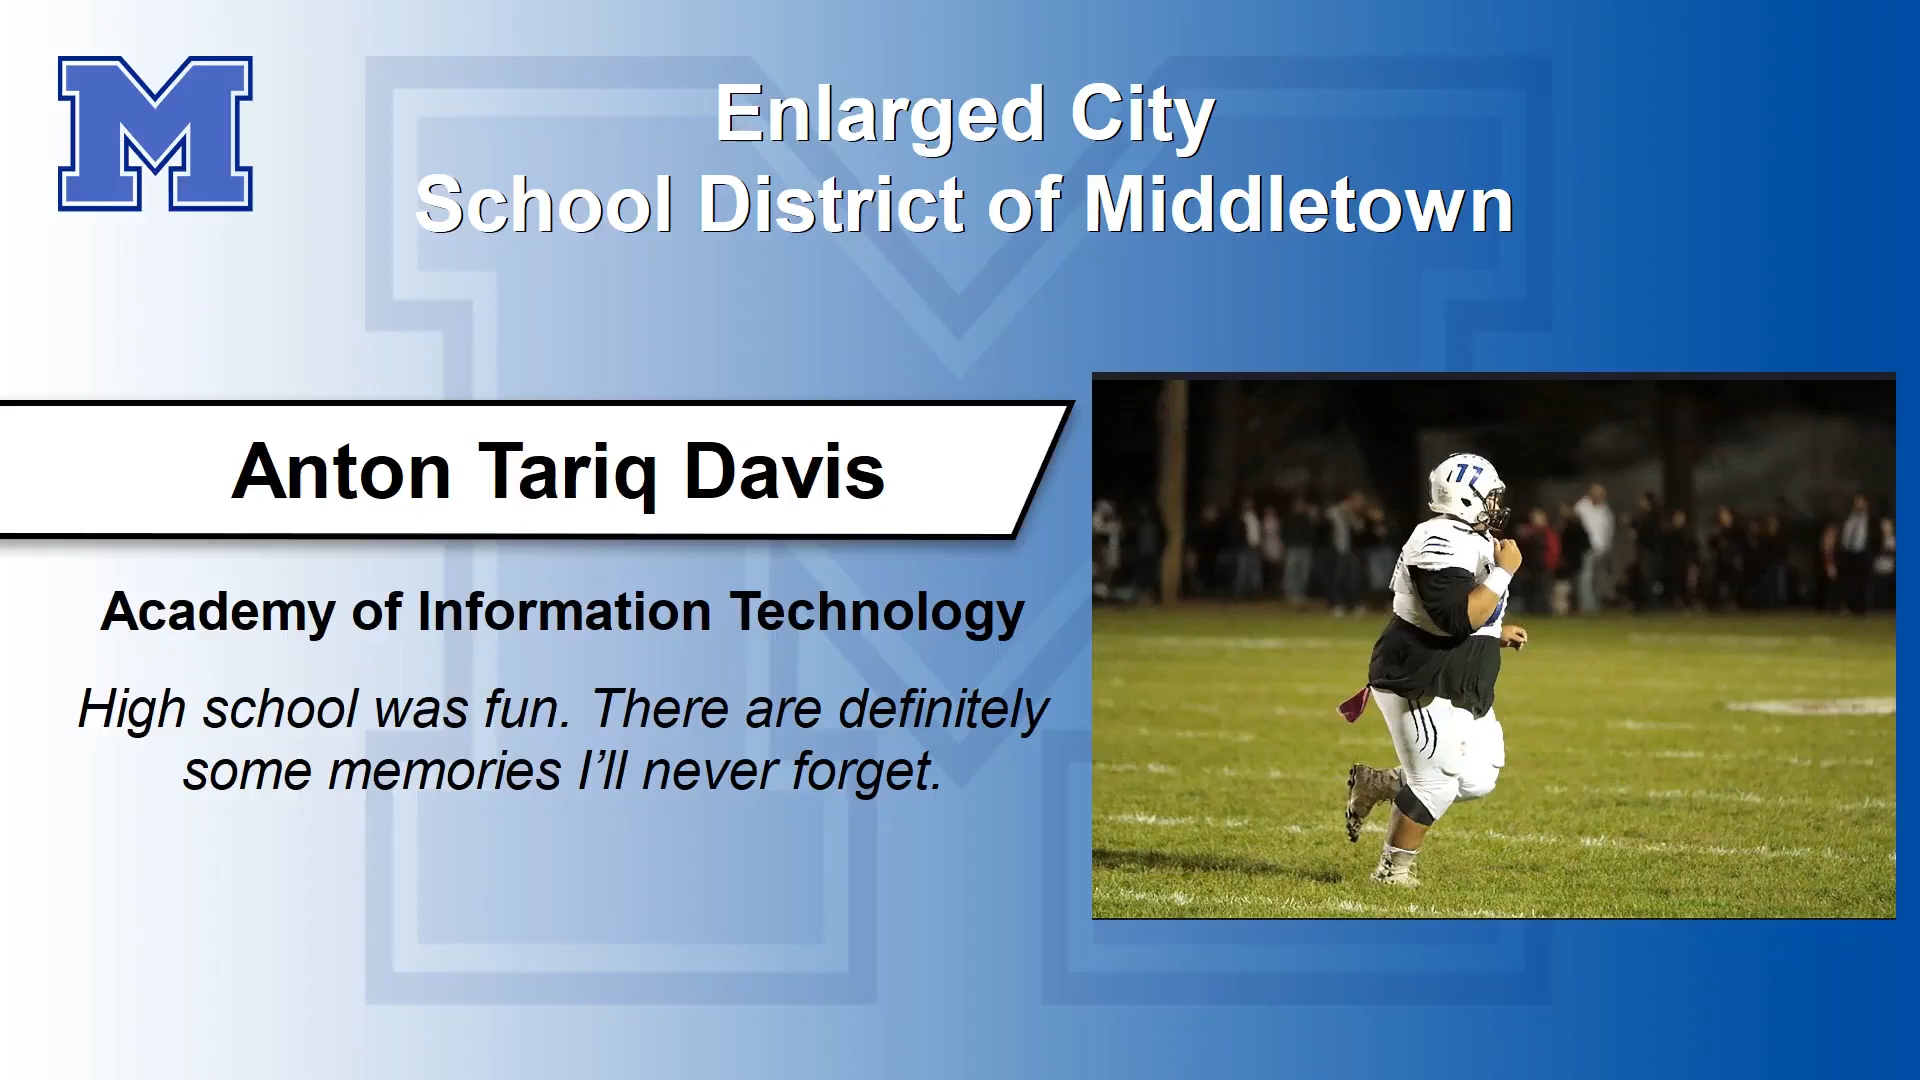 M
Enlarged City
School District of Middletown
Anton Tariq Davis
Academy of Information Technology
High school was fun. There are definitely
some memories I’ll never forget.
77